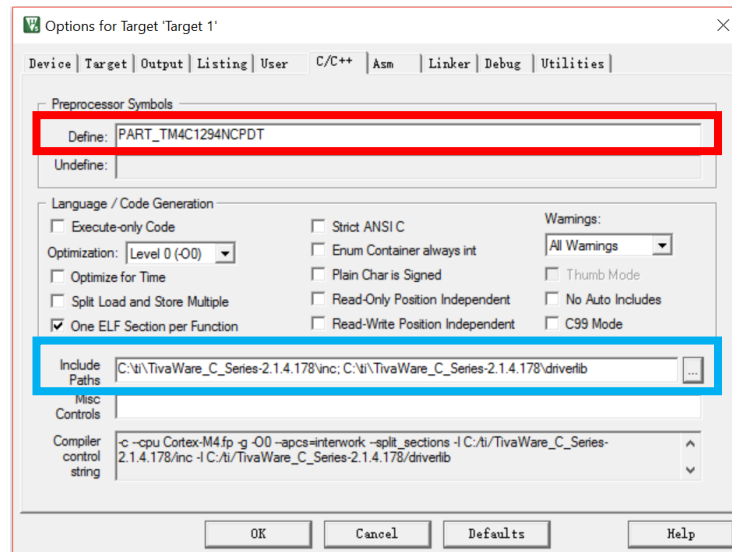 Options for Target 'Target 1'
Device Target Output Listing User C/C++ Asm Linker Debug Utilities
Preprocessor Symbols
Define: PART_TM4C1294NCPDT
Undefine:
Language / Code Generation
Execute-only Code
Strict ANSI C
Warnings:
Optimization: Level 0 (-O0)
Enum Container always int
All Warnings
Optimize for Time
Plain Char is Signed
Thumb Mode
Split Load and Store Multiple
Read-Only Position Independent
No Auto Includes
One ELF Section per Function
Read-Write Position Independent
C99 Mode
Include
Paths
C:\ti\TivaWare_C_Series-2.1.4.178\inc; C:\ti\TivaWare_C_Series-2.1.4.178\driverlib
...
Misc
Controls
Compiler
control
string
-c --cpu Cortex-M4.fp -g -O0 --apcs=interwork --split_sections -I C:/ti/TivaWare_C_Series-
2.1.4.178/inc -I C:/ti/TivaWare_C_Series-2.1.4.178/driverlib
OK Cancel Defaults Help